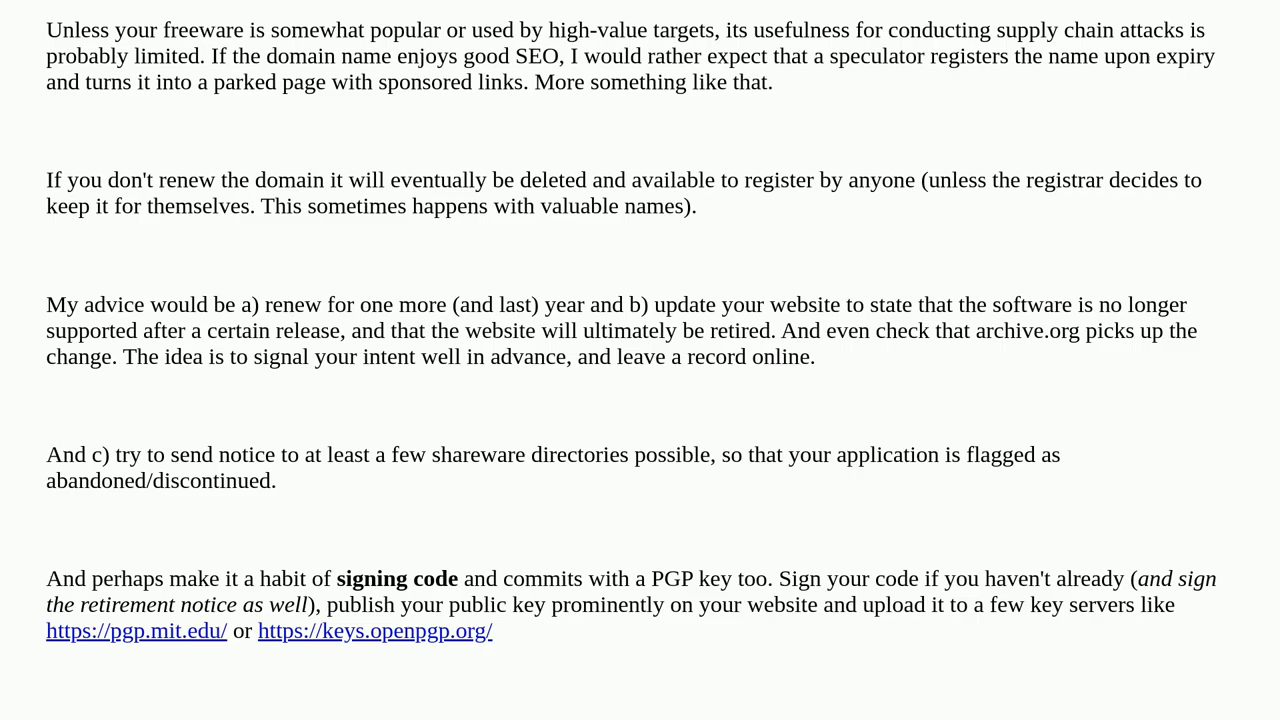 Unless your freeware is somewhat popular or used by high-value targets, its usefulness for conducting supply chain attacks is
probably limited. If the domain name enjoys good SEO, I would rather expect that a speculator registers the name upon expiry
and turns it into a parked page with sponsored links. More something like that.
If you don't renew the domain it will eventually be deleted and available to register by anyone (unless the registrar decides to
keep it for themselves. This sometimes happens with valuable names).
My advice would be a) renew for one more (and last) year and b) update your website to state that the software is no longer
supported after a certain release, and that the website will ultimately be retired. And even check that archive.org picks up the
change. The idea is to signal your intent well in advance, and leave a record online.
And c) try to send notice to at least a few shareware directories possible, so that your application is flagged as
abandoned/discontinued.
And perhaps make it a habit of signing code and commits with a PGP key too. Sign your code if you haven't already (and sign
the retirement notice as well), publish your public key prominently on your website and upload it to a few key servers like
https://pgp.mit.edu/ or https://keys.openpgp.org/